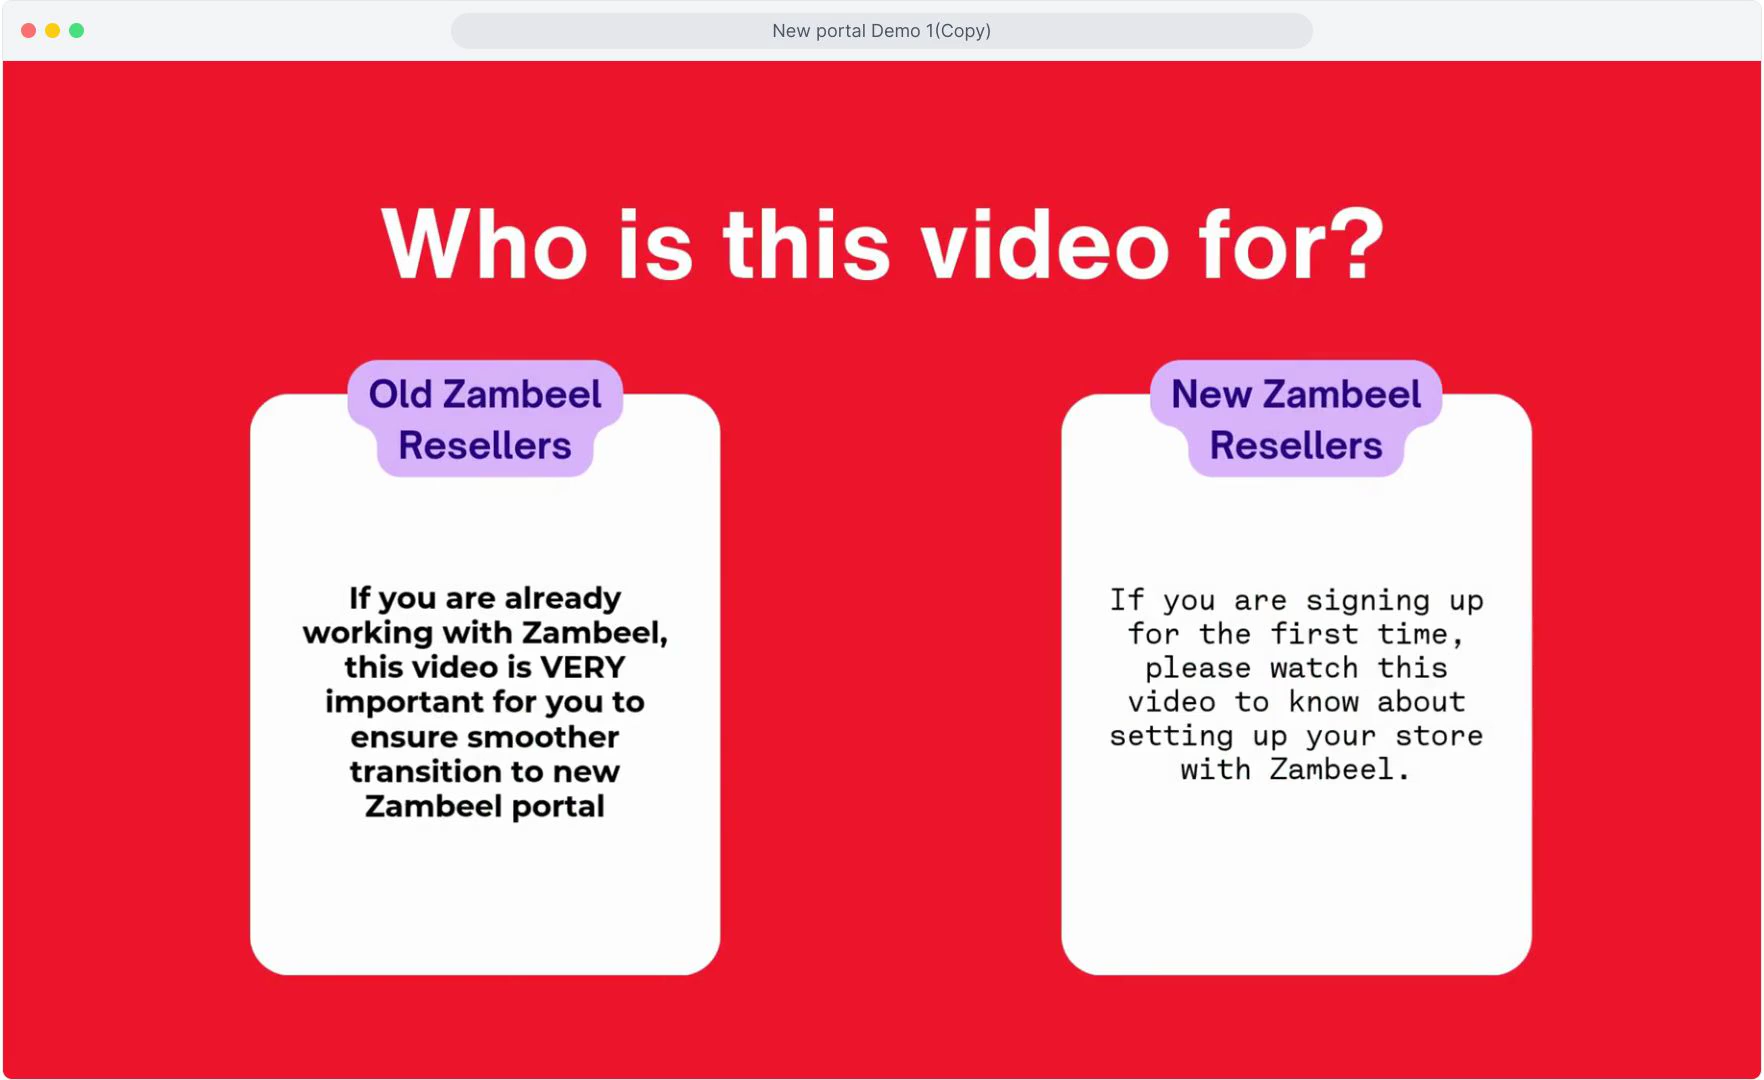 New portal Demo 1(Copy)
Who is this video for?
Old Zambeel
Resellers
If you are already
working with Zambeel,
this video is VERY
important for you to
ensure smoother
transition to new
Zambeel portal
New Zambeel
Resellers
If you are signing up
for the first time,
please watch this
video to know about
setting up your store
with Zambeel.